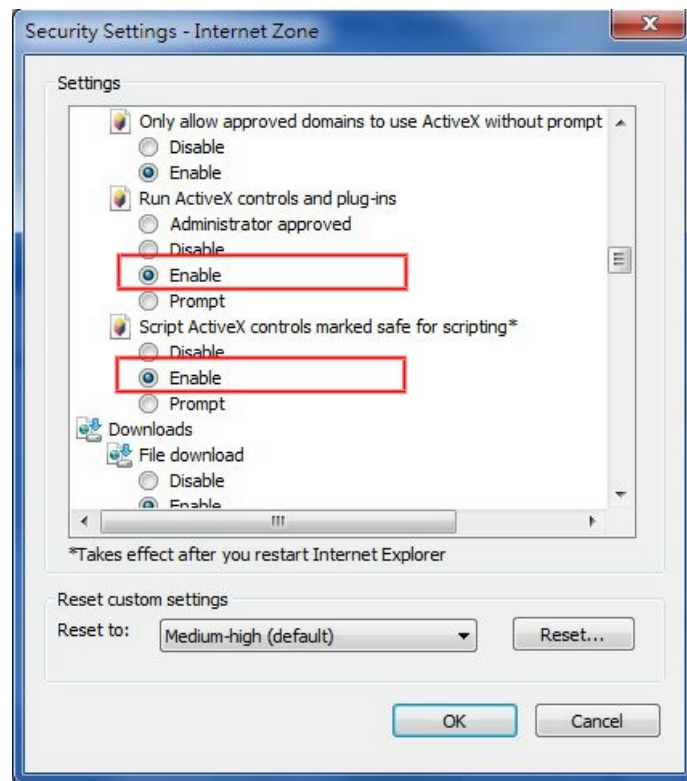 Security Settings - Internet Zone
Settings
Only allow approved domains to use ActiveX without prompt
Disable
Enable
Run ActiveX controls and plug-ins
Administrator approved
Disable
Enable
Prompt
Script ActiveX controls marked safe for scripting*
Disable
Enable
Prompt
Downloads
File download
Disable
Enable
*Takes effect after you restart Internet Explorer
Reset custom settings
Reset to: Medium-high (default) Reset...
OK Cancel